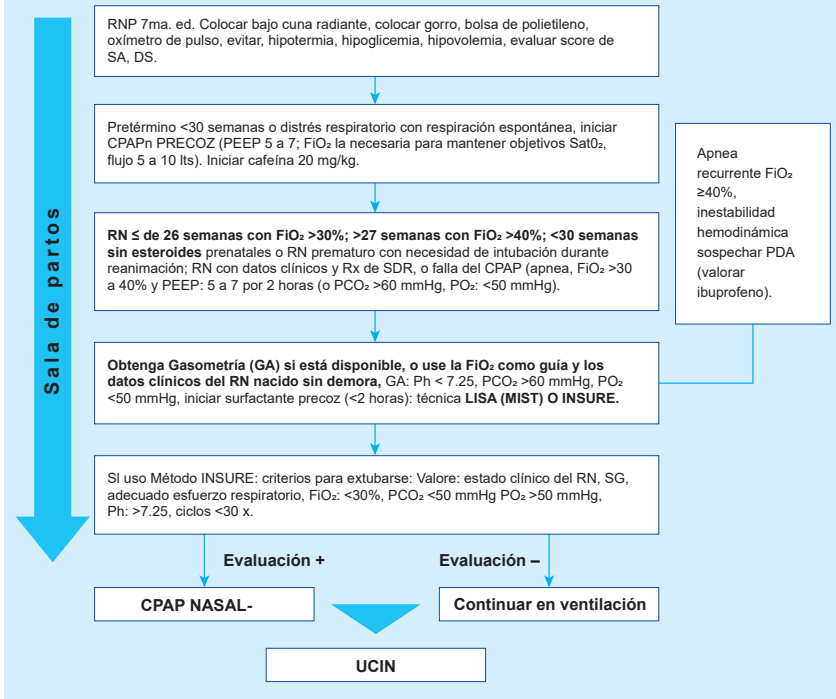 Sala de partos
RNP 7ma. ed. Colocar bajo cuna radiante, colocar gorro, bolsa de polietileno,
oxímetro de pulso, evitar, hipotermia, hipoglicemia, hipovolemia, evaluar score de
SA, DS.
Pretérmino <30 semanas o distrés respiratorio con respiración espontánea, iniciar
CPAPn PRECOZ (PEEP 5 a 7; FiO₂ la necesaria para mantener objetivos Sat0₂,
flujo 5 a 10 lts). Iniciar cafeína 20 mg/kg.
Apnea
recurrente FiO₂
≥40%,
inestabilidad
hemodinámica
sospechar PDA
(valorar
ibuprofeno).
RN ≤ de 26 semanas con FiO₂ >30%; >27 semanas con FiO₂ >40%; <30 semanas
sin esteroides prenatales o RN prematuro con necesidad de intubación durante
reanimación; RN con datos clínicos y Rx de SDR, o falla del CPAP (apnea, FiO₂ >30
a 40% y PEEP: 5 a 7 por 2 horas (o PCO₂ >60 mmHg, PO₂: <50 mmHg).
Obtenga Gasometría (GA) si está disponible, o use la FiO₂ como guía y los
datos clínicos del RN nacido sin demora, GA: Ph < 7.25, PCO₂ >60 mmHg, PO₂
<50 mmHg, iniciar surfactante precoz (<2 horas): técnica LISA (MIST) O INSURE.
SI uso Método INSURE: criterios para extubarse: Valore: estado clínico del RN, SG,
adecuado esfuerzo respiratorio, FiO₂: <30%, PCO₂ <50 mmHg PO₂ >50 mmHg,
Ph: >7.25, ciclos <30 x.
Evaluación +
Evaluación –
CPAP NASAL-
Continuar en ventilación
UCIN